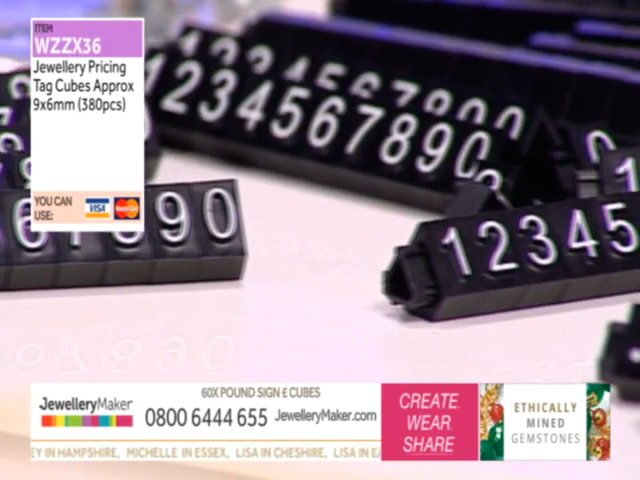 ITEM
WZZX36
Jewellery Pricing
Tag Cubes Approx
9x6mm (380pcs)
YOU CAN
USE:
VISA
MasterCard
1234567890
1234567890
67890
12345
JewelleryMaker
60X POUND SIGN £ CUBES
0800 6444 655 JewelleryMaker.com
EY IN HAMPSHIRE, MICHELLE IN ESSEX, LISA IN CHESHIRE, LISA IN EA
CREATE.
WEAR.
SHARE
ETHICALLY
MINED
GEMSTONES